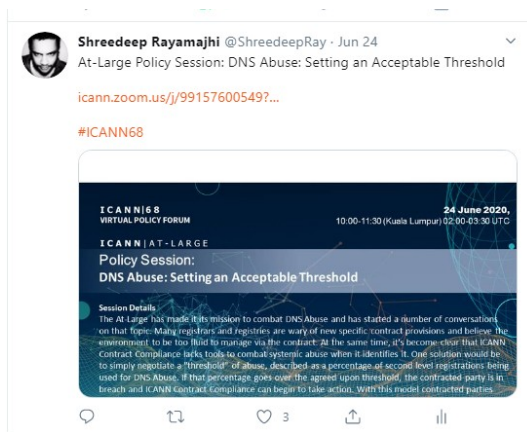 Shreedeep Rayamajhi @ShreedeepRay · Jun 24
At-Large Policy Session: DNS Abuse: Setting an Acceptable Threshold
icann.zoom.us/j/99157600549?...
#ICANN68
ICANN|68
VIRTUAL POLICY FORUM
24 June 2020,
10:00-11:30 (Kuala Lumpur) 02:00-03:30 UTC
ICANN|AT-LARGE
Policy Session:
DNS Abuse: Setting an Acceptable Threshold
Session Details
The At-Large has made it its mission to combat DNS Abuse and has started a number of conversations
on that topic. Many registrars and registries are wary of new specific contract provisions and believe the
environment to be too fluid to manage via the contract. At the same time, it's become clear that ICANN
Contract Compliance lacks tools to combat systemic abuse when it identifies it. One solution would be
to simply negotiate a "threshold" of abuse, described as a percentage of second level registrations being
used for DNS Abuse. If that percentage goes over the agreed upon threshold, the contracted party is in
breach and ICANN Contract Compliance can begin to take action. With this model contracted parties
3